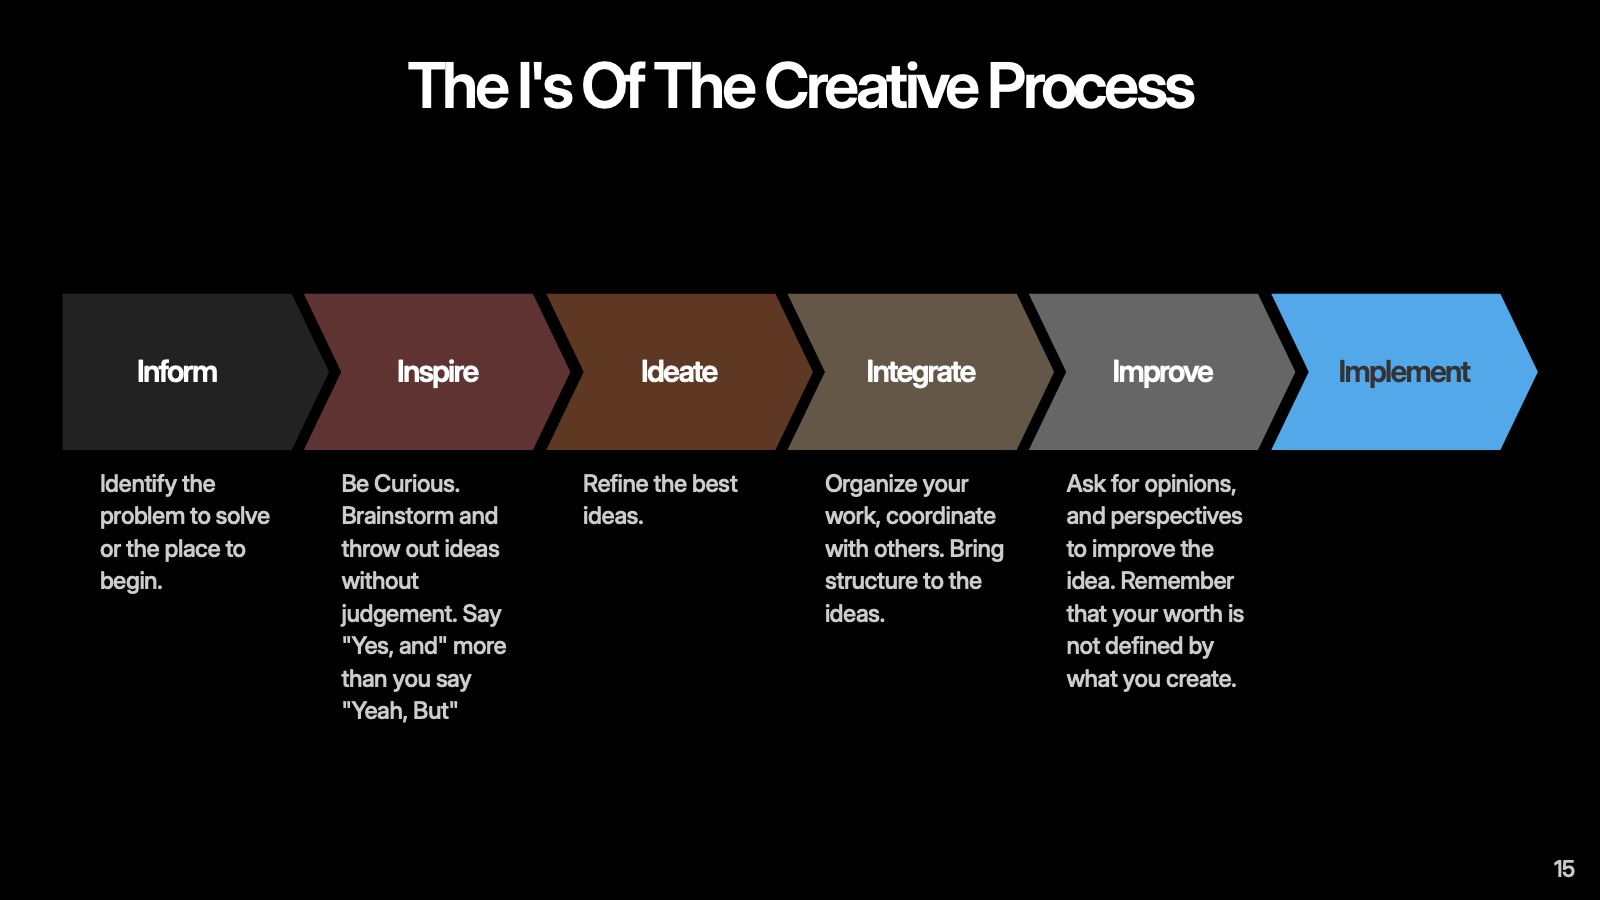 The I's Of The Creative Process
Inform
Inspire
Ideate
Integrate
Improve
Implement
Identify the
problem to solve
or the place to
begin.
Be Curious.
Brainstorm and
throw out ideas
without
judgement. Say
"Yes, and" more
than you say
"Yeah, But"
Refine the best
ideas.
Organize your
work, coordinate
with others. Bring
structure to the
ideas.
Ask for opinions,
and perspectives
to improve the
idea. Remember
that your worth is
not defined by
what you create.
15